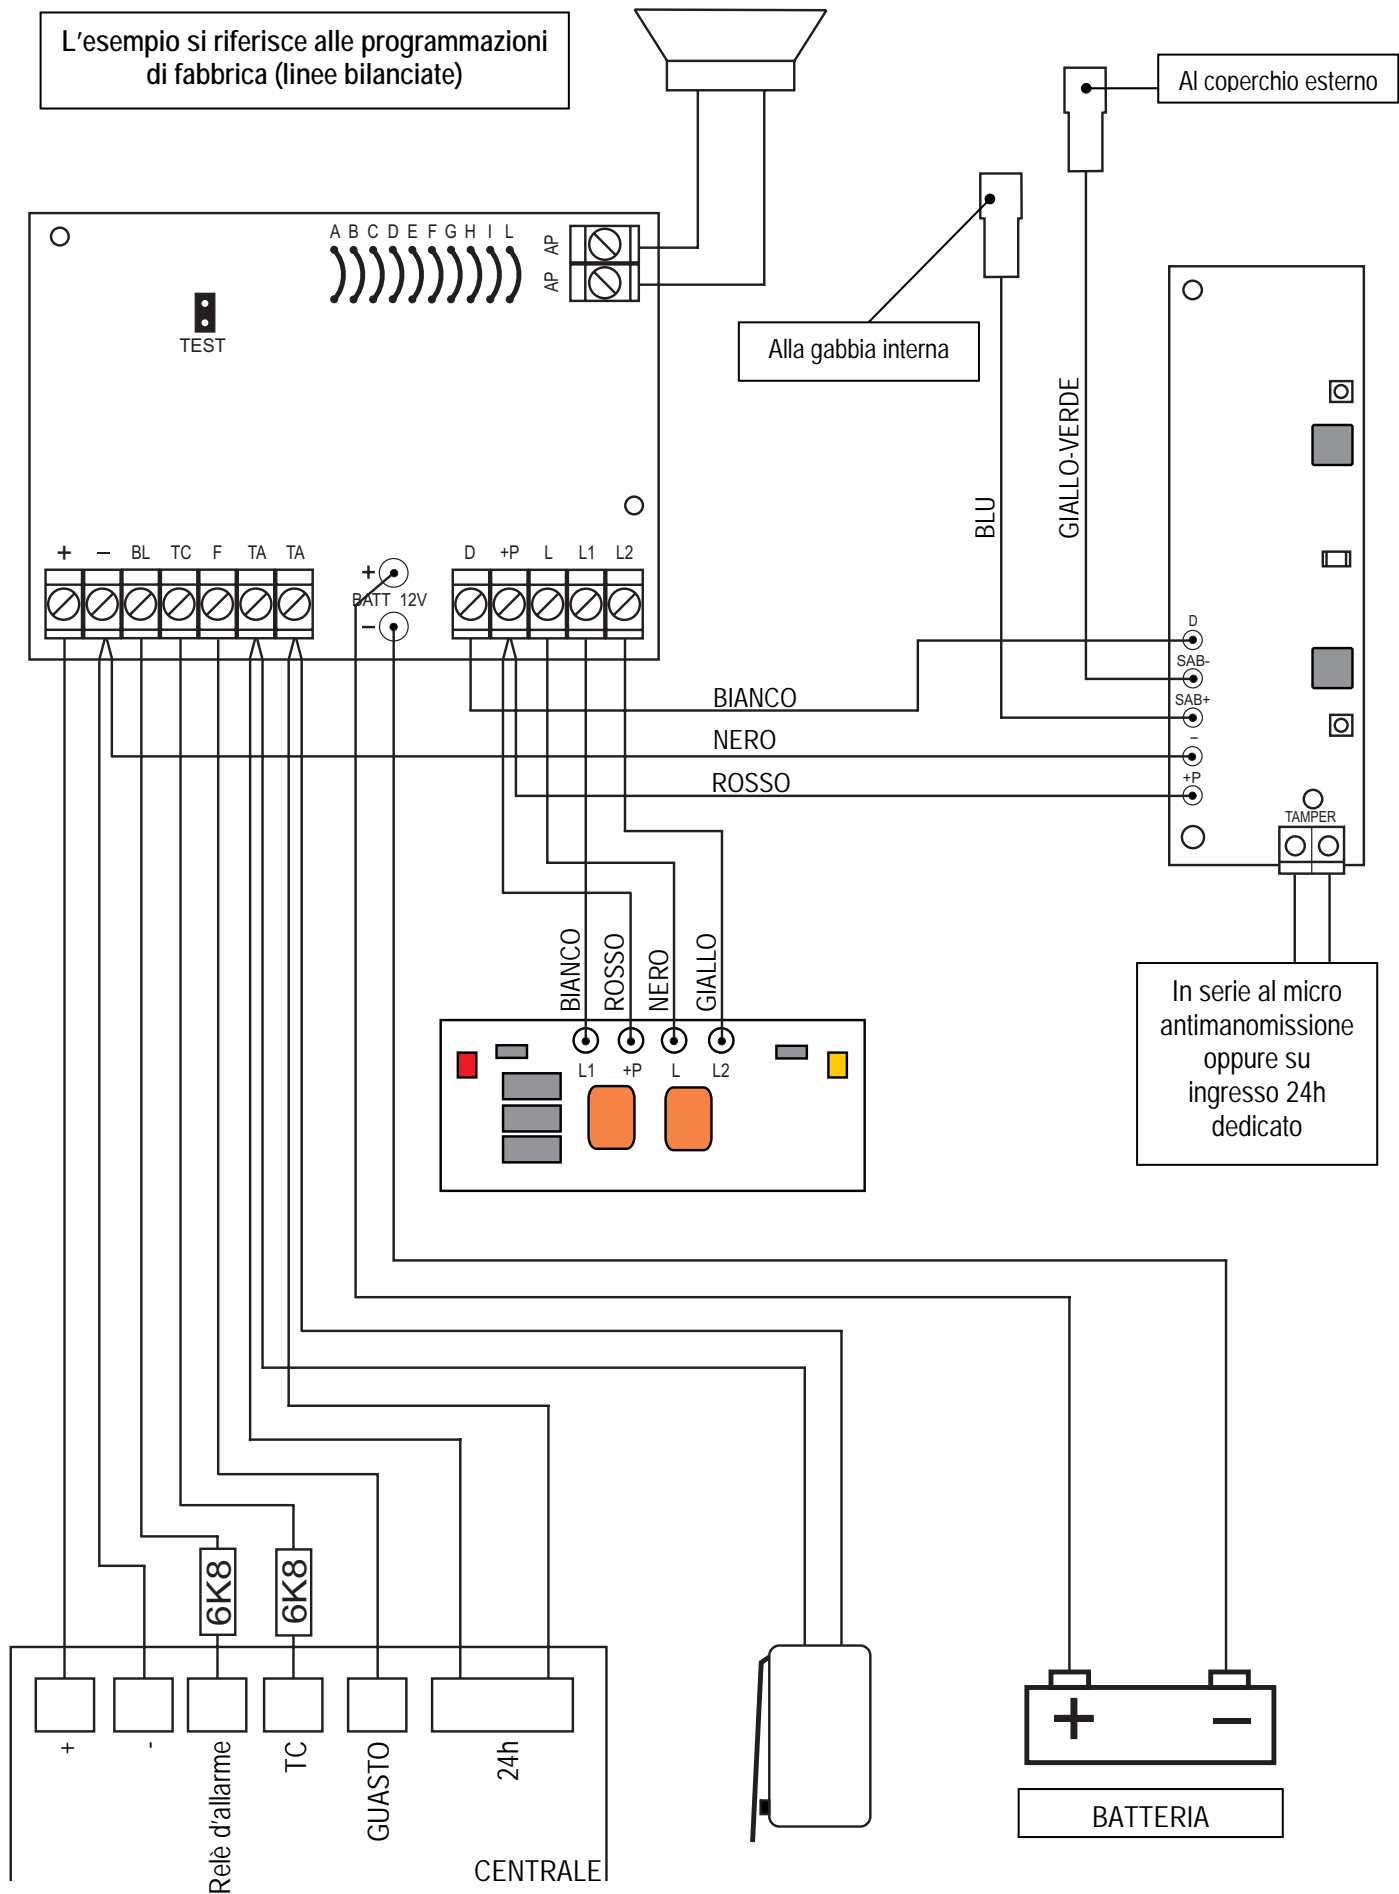 L'esempio si riferisce alle programmazioni
di fabbrica (linee bilanciate)
Al coperchio esterno
Alla gabbia interna
A B C D E F G H I L
AP
AP
TEST
BLU
GIALLO-VERDE
+ − BL TC F TA TA
+
BATT 12V
−
D +P L L1 L2
D
SAB-
SAB+
−
+P
TAMPER
BIANCO
NERO
ROSSO
BIANCO
ROSSO
NERO
GIALLO
L1 +P L L2
In serie al micro
antimanomissione
oppure su
ingresso 24h
dedicato
6K8
6K8
+
-
Relè d'allarme
TC
GUASTO
24h
CENTRALE
+ −
BATTERIA